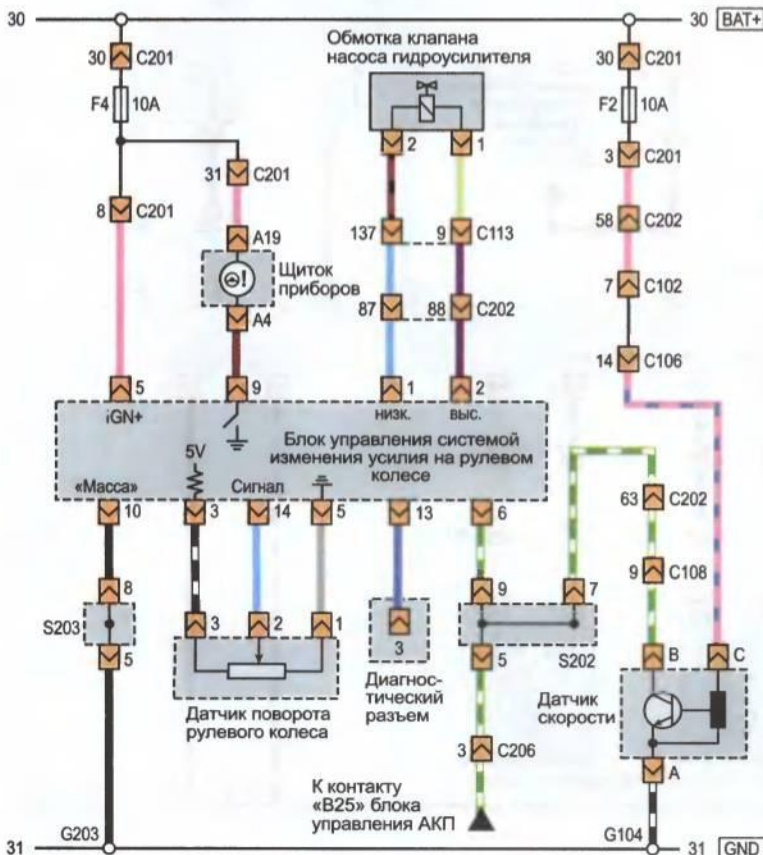 30
30 BAT+
Обмотка клапана
насоса гидроусилителя
30 C201
30 C201
F4 10A
F2 10A
2 1
3 C201
31 C201
8 C201
58 C202
137 9 C113
A19
Щиток
приборов
7 C102
87 88 C202
A4
14 C106
5 9 1 2
iGN+ низк. выс.
Блок управления системой
изменения усилия на рулевом
колесе
5V
«Масса» Сигнал
10 3 14 5 13 6
63 C202
9 C108
8 9 7
S203
3 2 1
3
5
5 S202
B C
Датчик поворота
рулевого колеса
Диагнос-
тический
разъем
Датчик
скорости
3 C206
A
К контакту
«B25» блока
управления АКП
G203
G104
31
31 GND